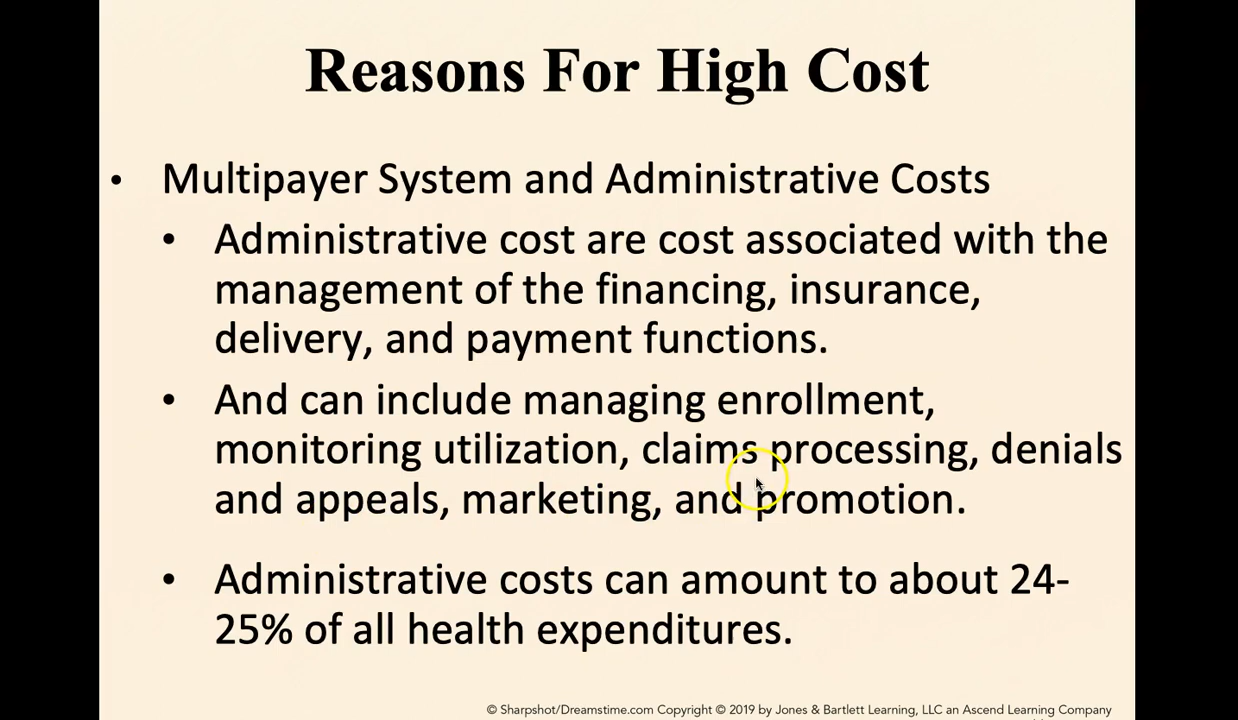 Reasons For High Cost
• Multipayer System and Administrative Costs
• Administrative cost are cost associated with the
management of the financing, insurance,
delivery, and payment functions.
• And can include managing enrollment,
monitoring utilization, claims processing, denials
and appeals, marketing, and promotion.
• Administrative costs can amount to about 24-
25% of all health expenditures.
© Sharpshot/Dreamstime.com Copyright © 2019 by Jones & Bartlett Learning, LLC an Ascend Learning Company